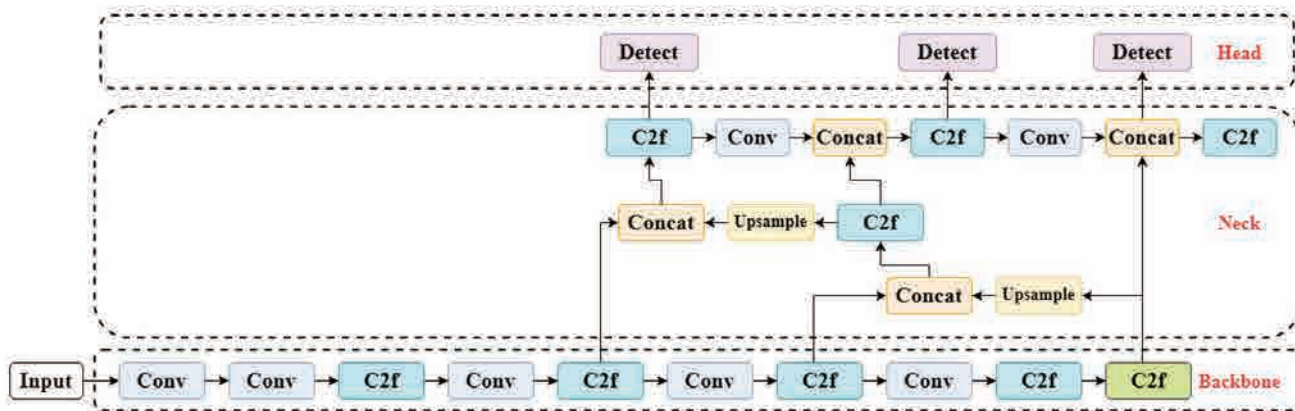 Detect Detect Detect Head
C2f Conv Concat C2f Conv Concat C2f
Concat Upsample C2f Neck
Concat Upsample
Input Conv Conv C2f Conv C2f Conv C2f Conv C2f C2f Backbone